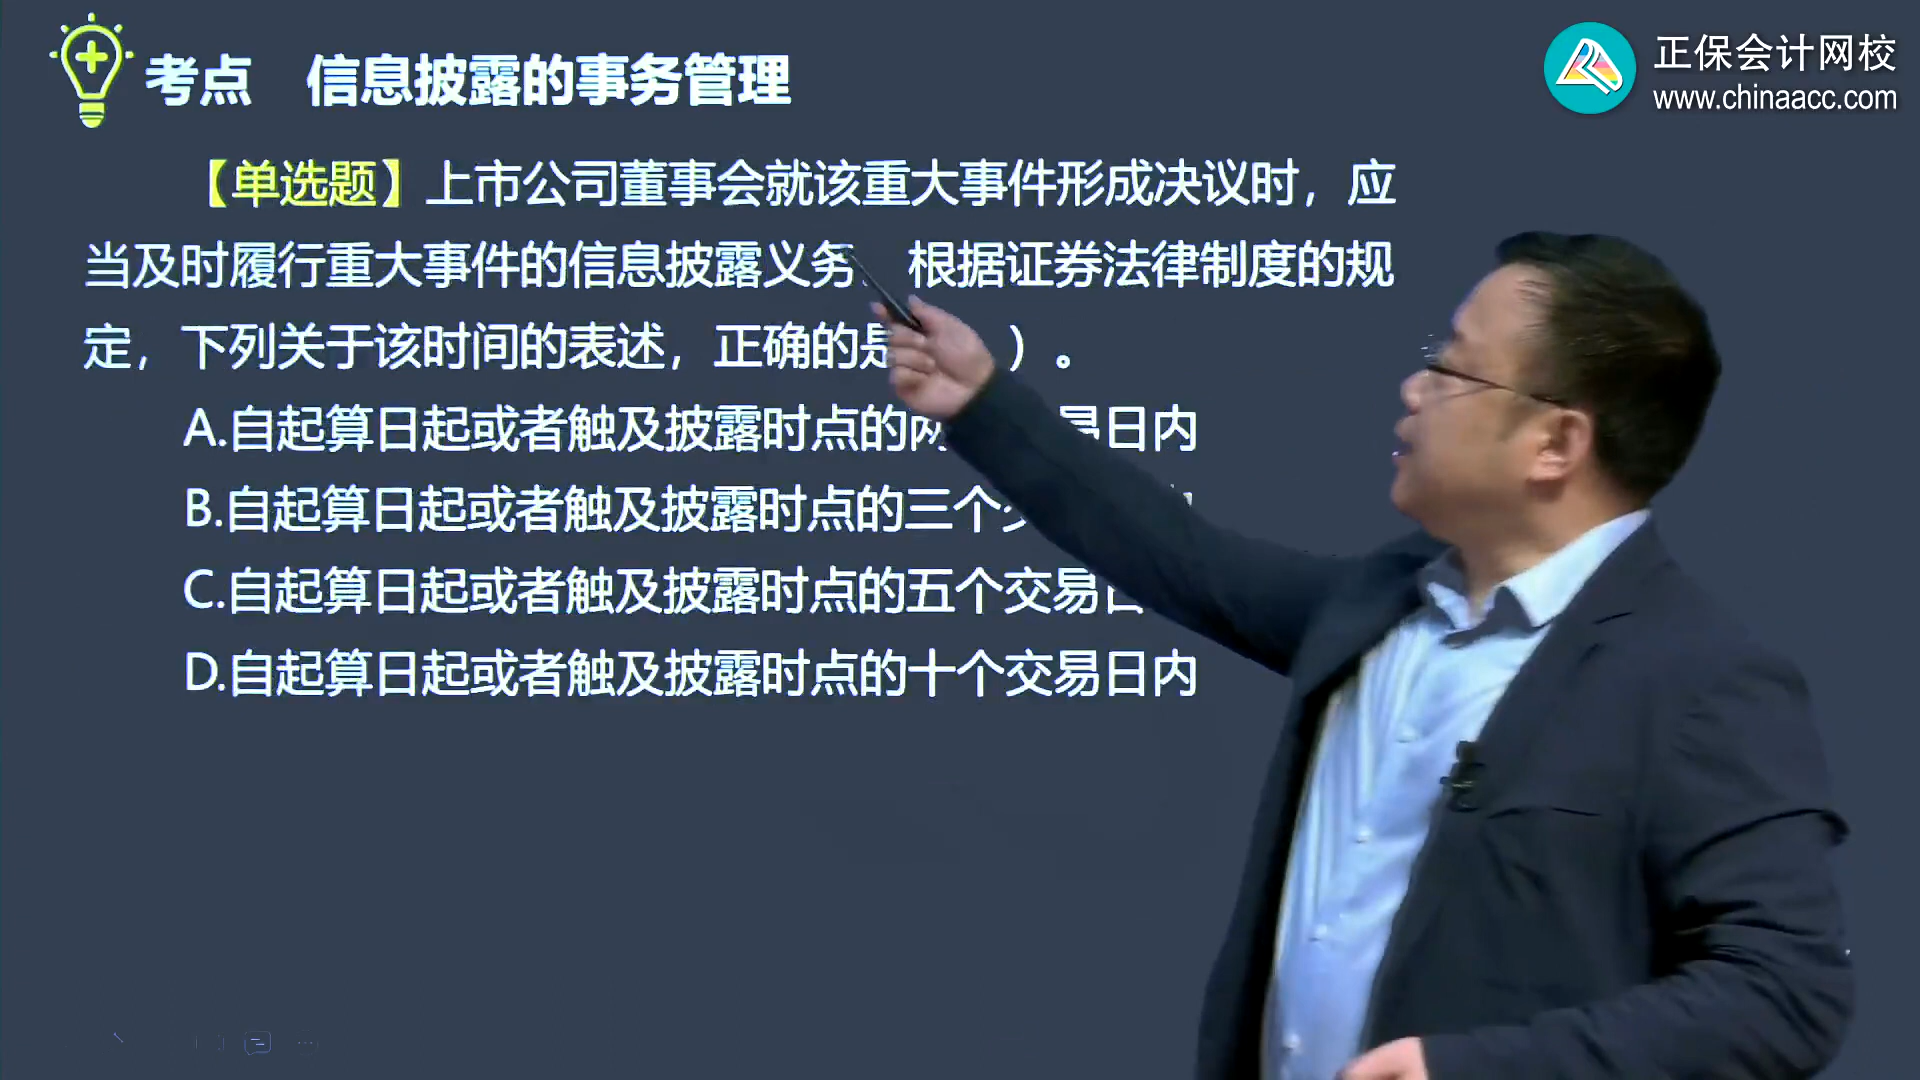 考点 信息披露的事务管理
正保会计网校
www.chinaacc.com
【单选题】上市公司董事会就该重大事件形成决议时，应
当及时履行重大事件的信息披露义务。根据证券法律制度的规
定，下列关于该时间的表述，正确的是 ）。
A.自起算日起或者触及披露时点的两 易日内
B.自起算日起或者触及披露时点的三个
C.自起算日起或者触及披露时点的五个交易日
D.自起算日起或者触及披露时点的十个交易日内